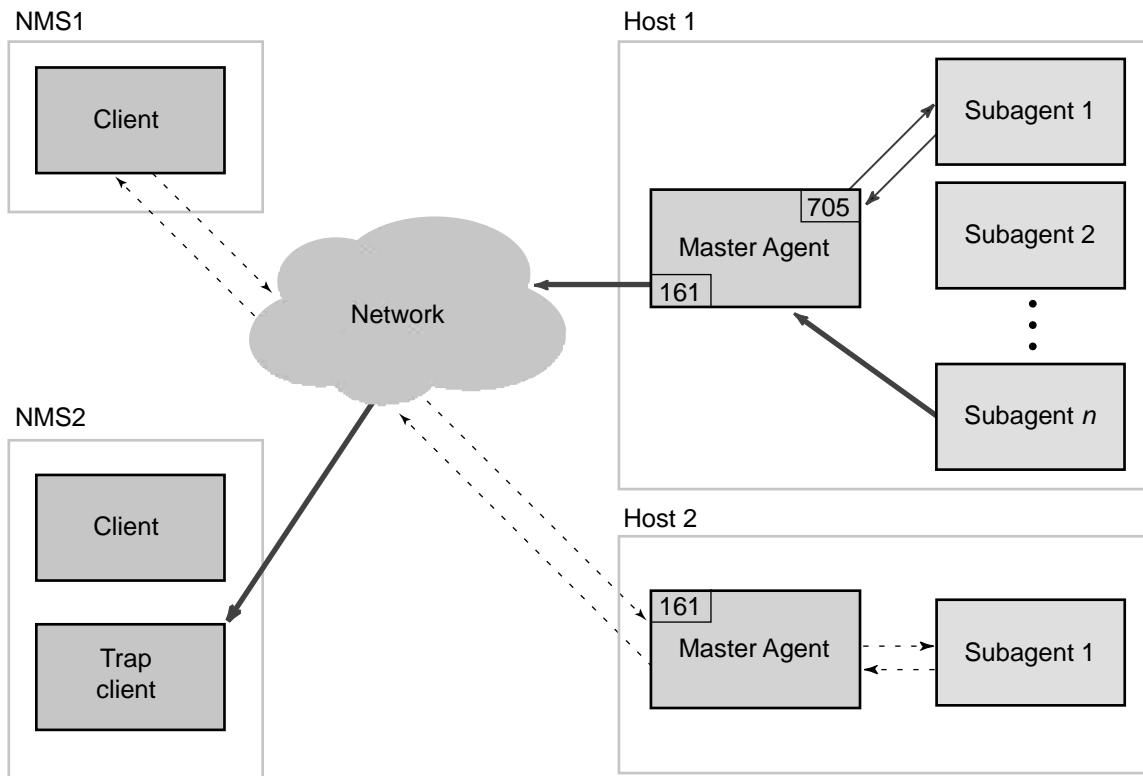 NMS1
Client
Host 1
Subagent 1
705
Master Agent
161
Subagent 2
Subagent n
Network
NMS2
Client
Trap
client
Host 2
161
Master Agent
Subagent 1